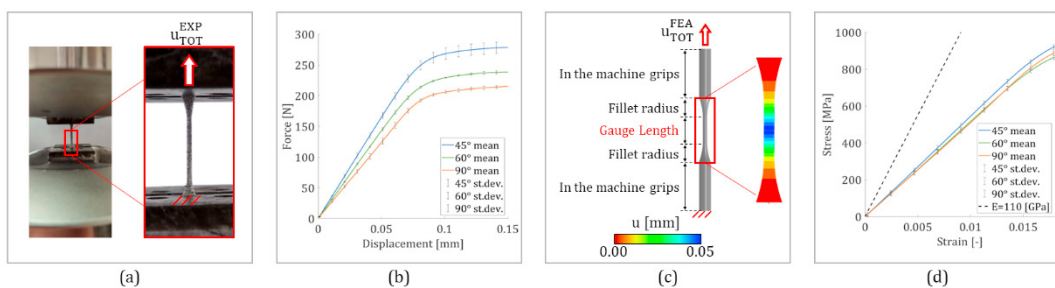 u_TOT^EXP
(a)
Force [N]
300
250
200
150
100
50
0
0
0.05
0.1
0.15
Displacement [mm]
45° mean
60° mean
90° mean
45° st.dev.
60° st.dev.
90° st.dev.
(b)
u_TOT^FEA
In the machine grips
Fillet radius
Gauge Length
Fillet radius
In the machine grips
u [mm]
0.00 0.05
(c)
Stress [MPa]
1000
800
600
400
200
0
0
0.005
0.01
0.015
Strain [-]
45° mean
60° mean
90° mean
45° st.dev.
60° st.dev.
90° st.dev.
E=110 [GPa]
(d)